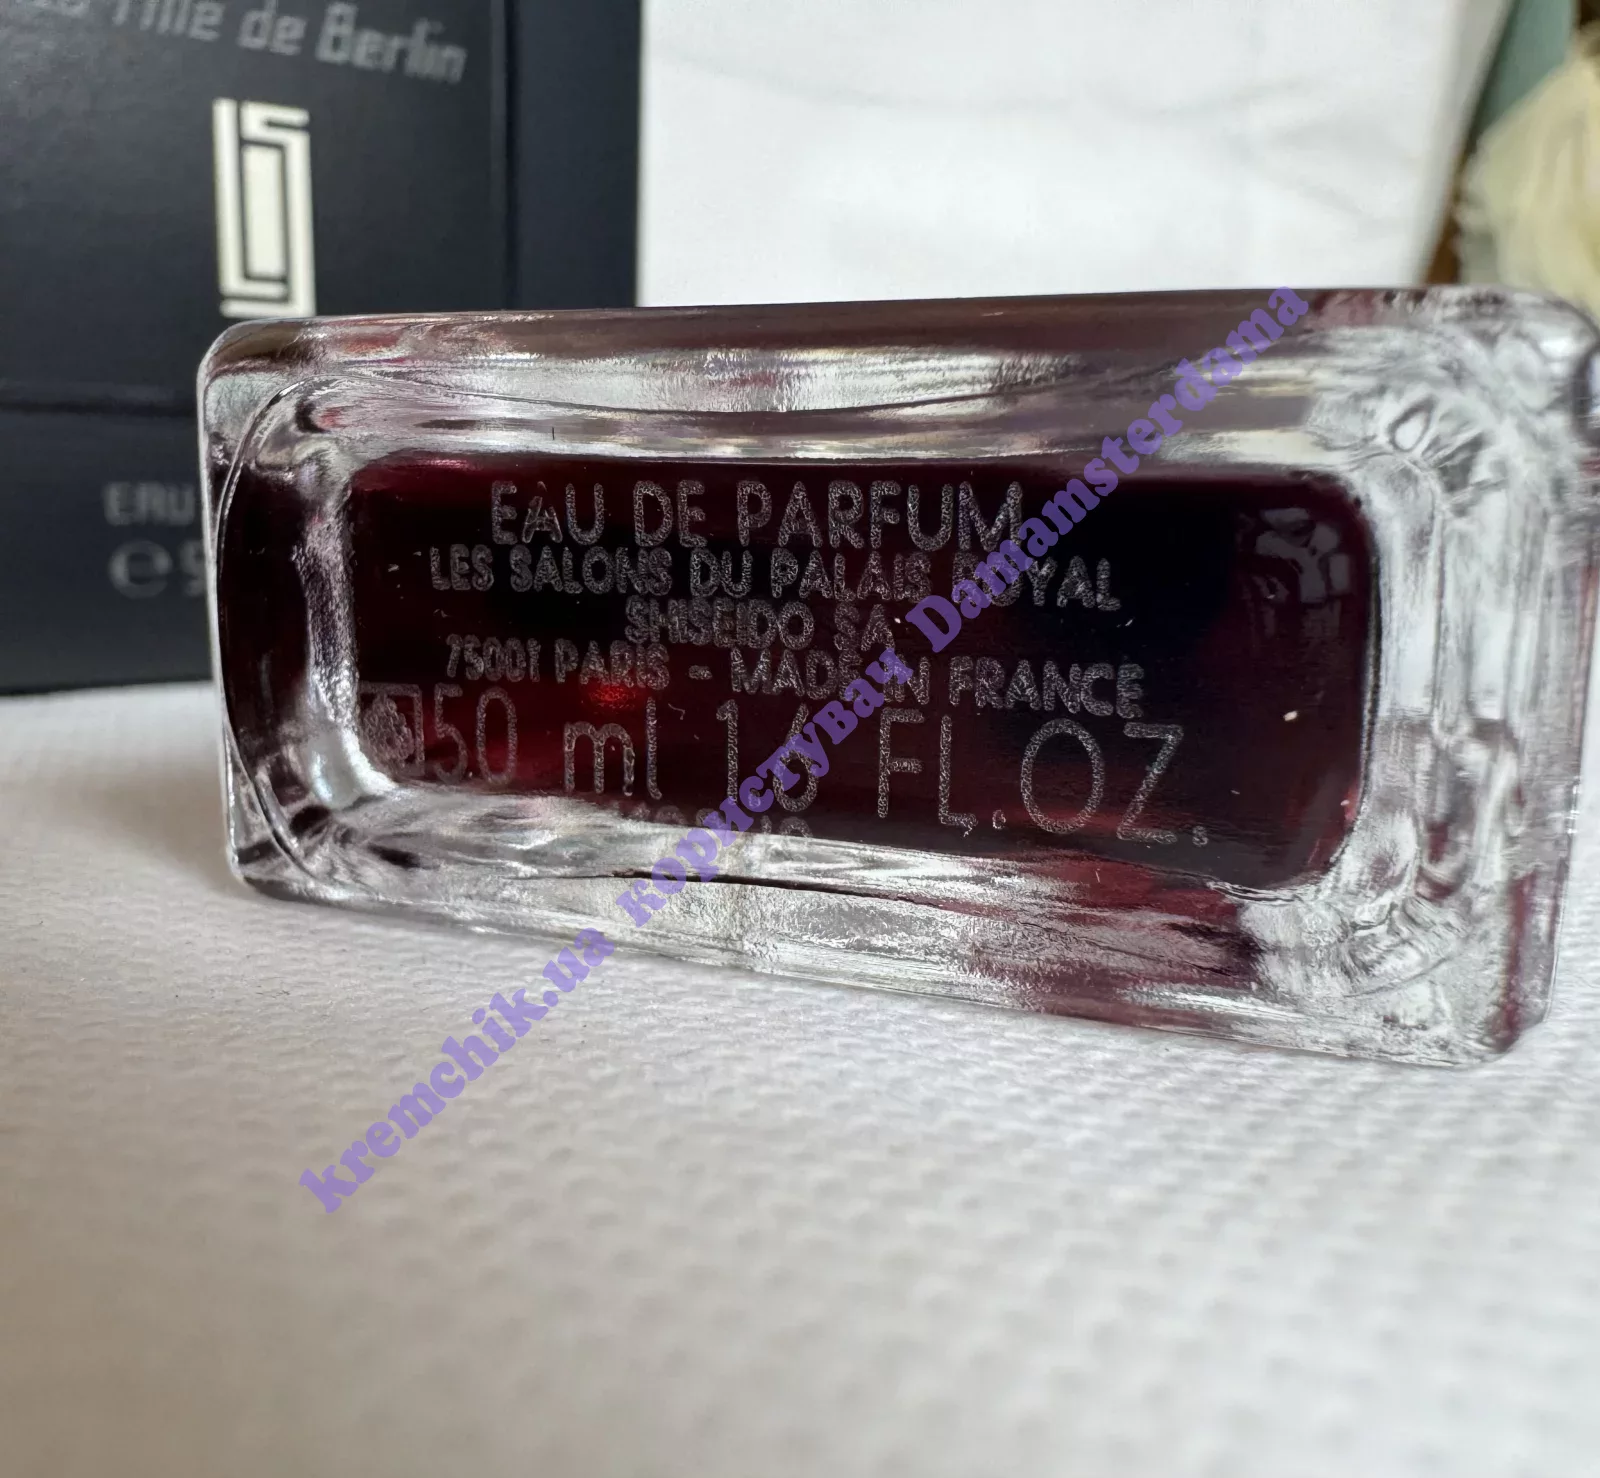 Fille de Berlin
EAU
EAU DE PARFUM
LES SALONS DU PALAIS ROYAL
SHISEIDO SA
75001 PARIS - MADE IN FRANCE
50 ml 1.6 FL.OZ.
kremchik.ua користувач Damamsterdama